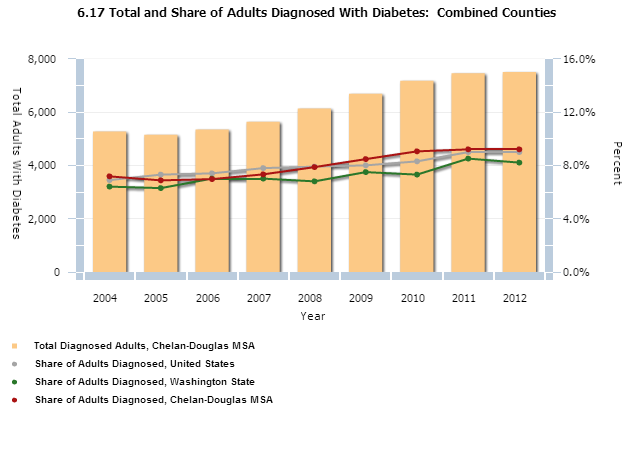 6.17 Total and Share of Adults Diagnosed With Diabetes: Combined Counties
Total Adults With Diabetes
8,000
6,000
4,000
2,000
0
16.0%
12.0%
8.0%
4.0%
0.0%
Percent
2004 2005 2006 2007 2008 2009 2010 2011 2012
Year
Total Diagnosed Adults, Chelan-Douglas MSA
Share of Adults Diagnosed, United States
Share of Adults Diagnosed, Washington State
Share of Adults Diagnosed, Chelan-Douglas MSA